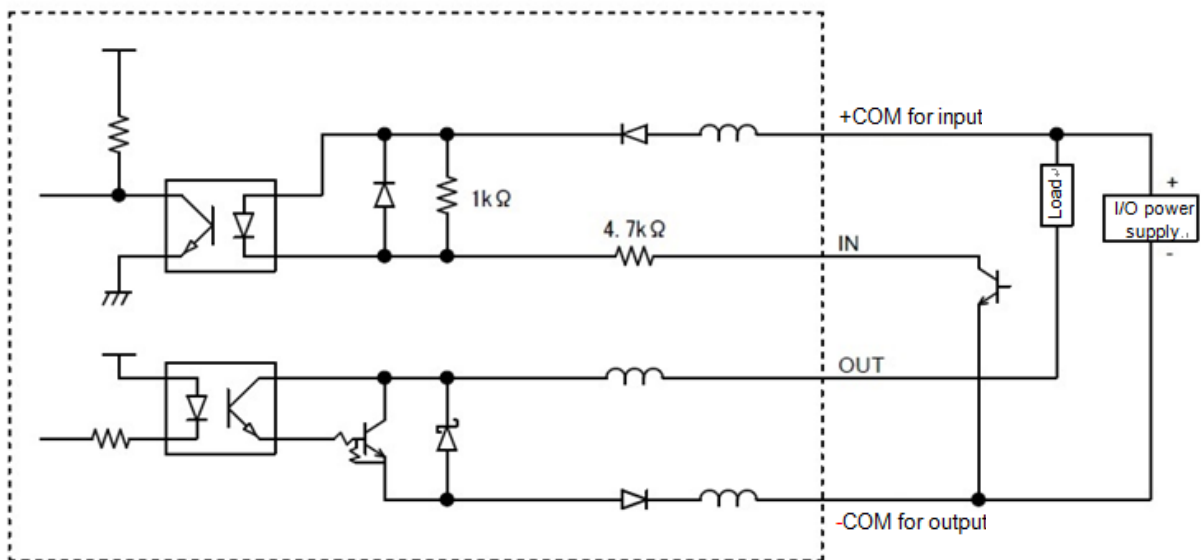 +COM for input
1kΩ
4.7kΩ
IN
Load
+
I/O power
supply..
-
OUT
-COM for output